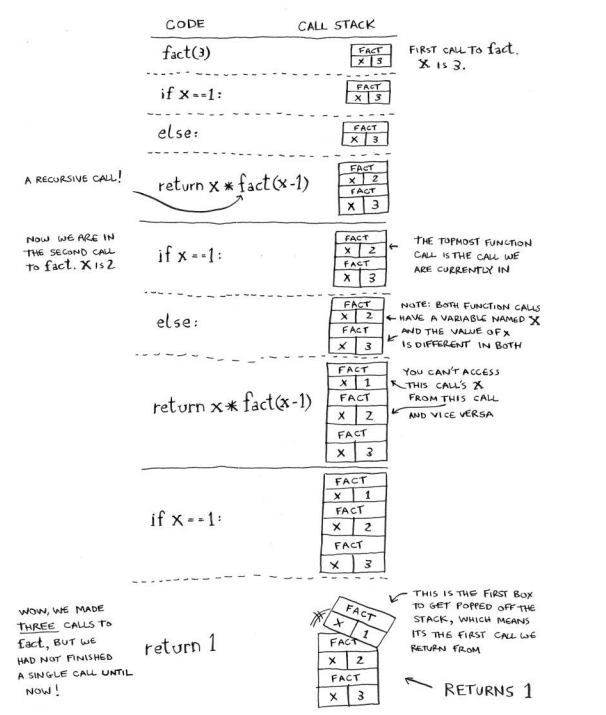 CODE CALL STACK
fact(3)
FACT
X 3
FIRST CALL TO fact.
X IS 3.
if x==1:
FACT
X 3
else:
FACT
X 3
A RECURSIVE CALL!
return x * fact(x-1)
FACT
X 2
FACT
X 3
NOW WE ARE IN
THE SECOND CALL
TO fact. X IS 2
if x==1:
FACT
X 2
FACT
X 3
THE TOPMOST FUNCTION
CALL IS THE CALL WE
ARE CURRENTLY IN
else:
FACT
X 2
FACT
X 3
NOTE: BOTH FUNCTION CALLS
HAVE A VARIABLE NAMED X
AND THE VALUE OF X
IS DIFFERENT IN BOTH
return x * fact(x-1)
FACT
X 1
FACT
X 2
FACT
X 3
YOU CAN'T ACCESS
THIS CALL'S X
FROM THIS CALL
AND VICE VERSA
if x==1:
FACT
X 1
FACT
X 2
FACT
X 3
WOW, WE MADE
THREE CALLS TO
fact, BUT WE
HAD NOT FINISHED
A SINGLE CALL UNTIL
NOW!
return 1
FACT
X 1
FACT
X 2
FACT
X 3
THIS IS THE FIRST BOX
TO GET POPPED OFF THE
STACK, WHICH MEANS
ITS THE FIRST CALL WE
RETURN FROM
RETURNS 1